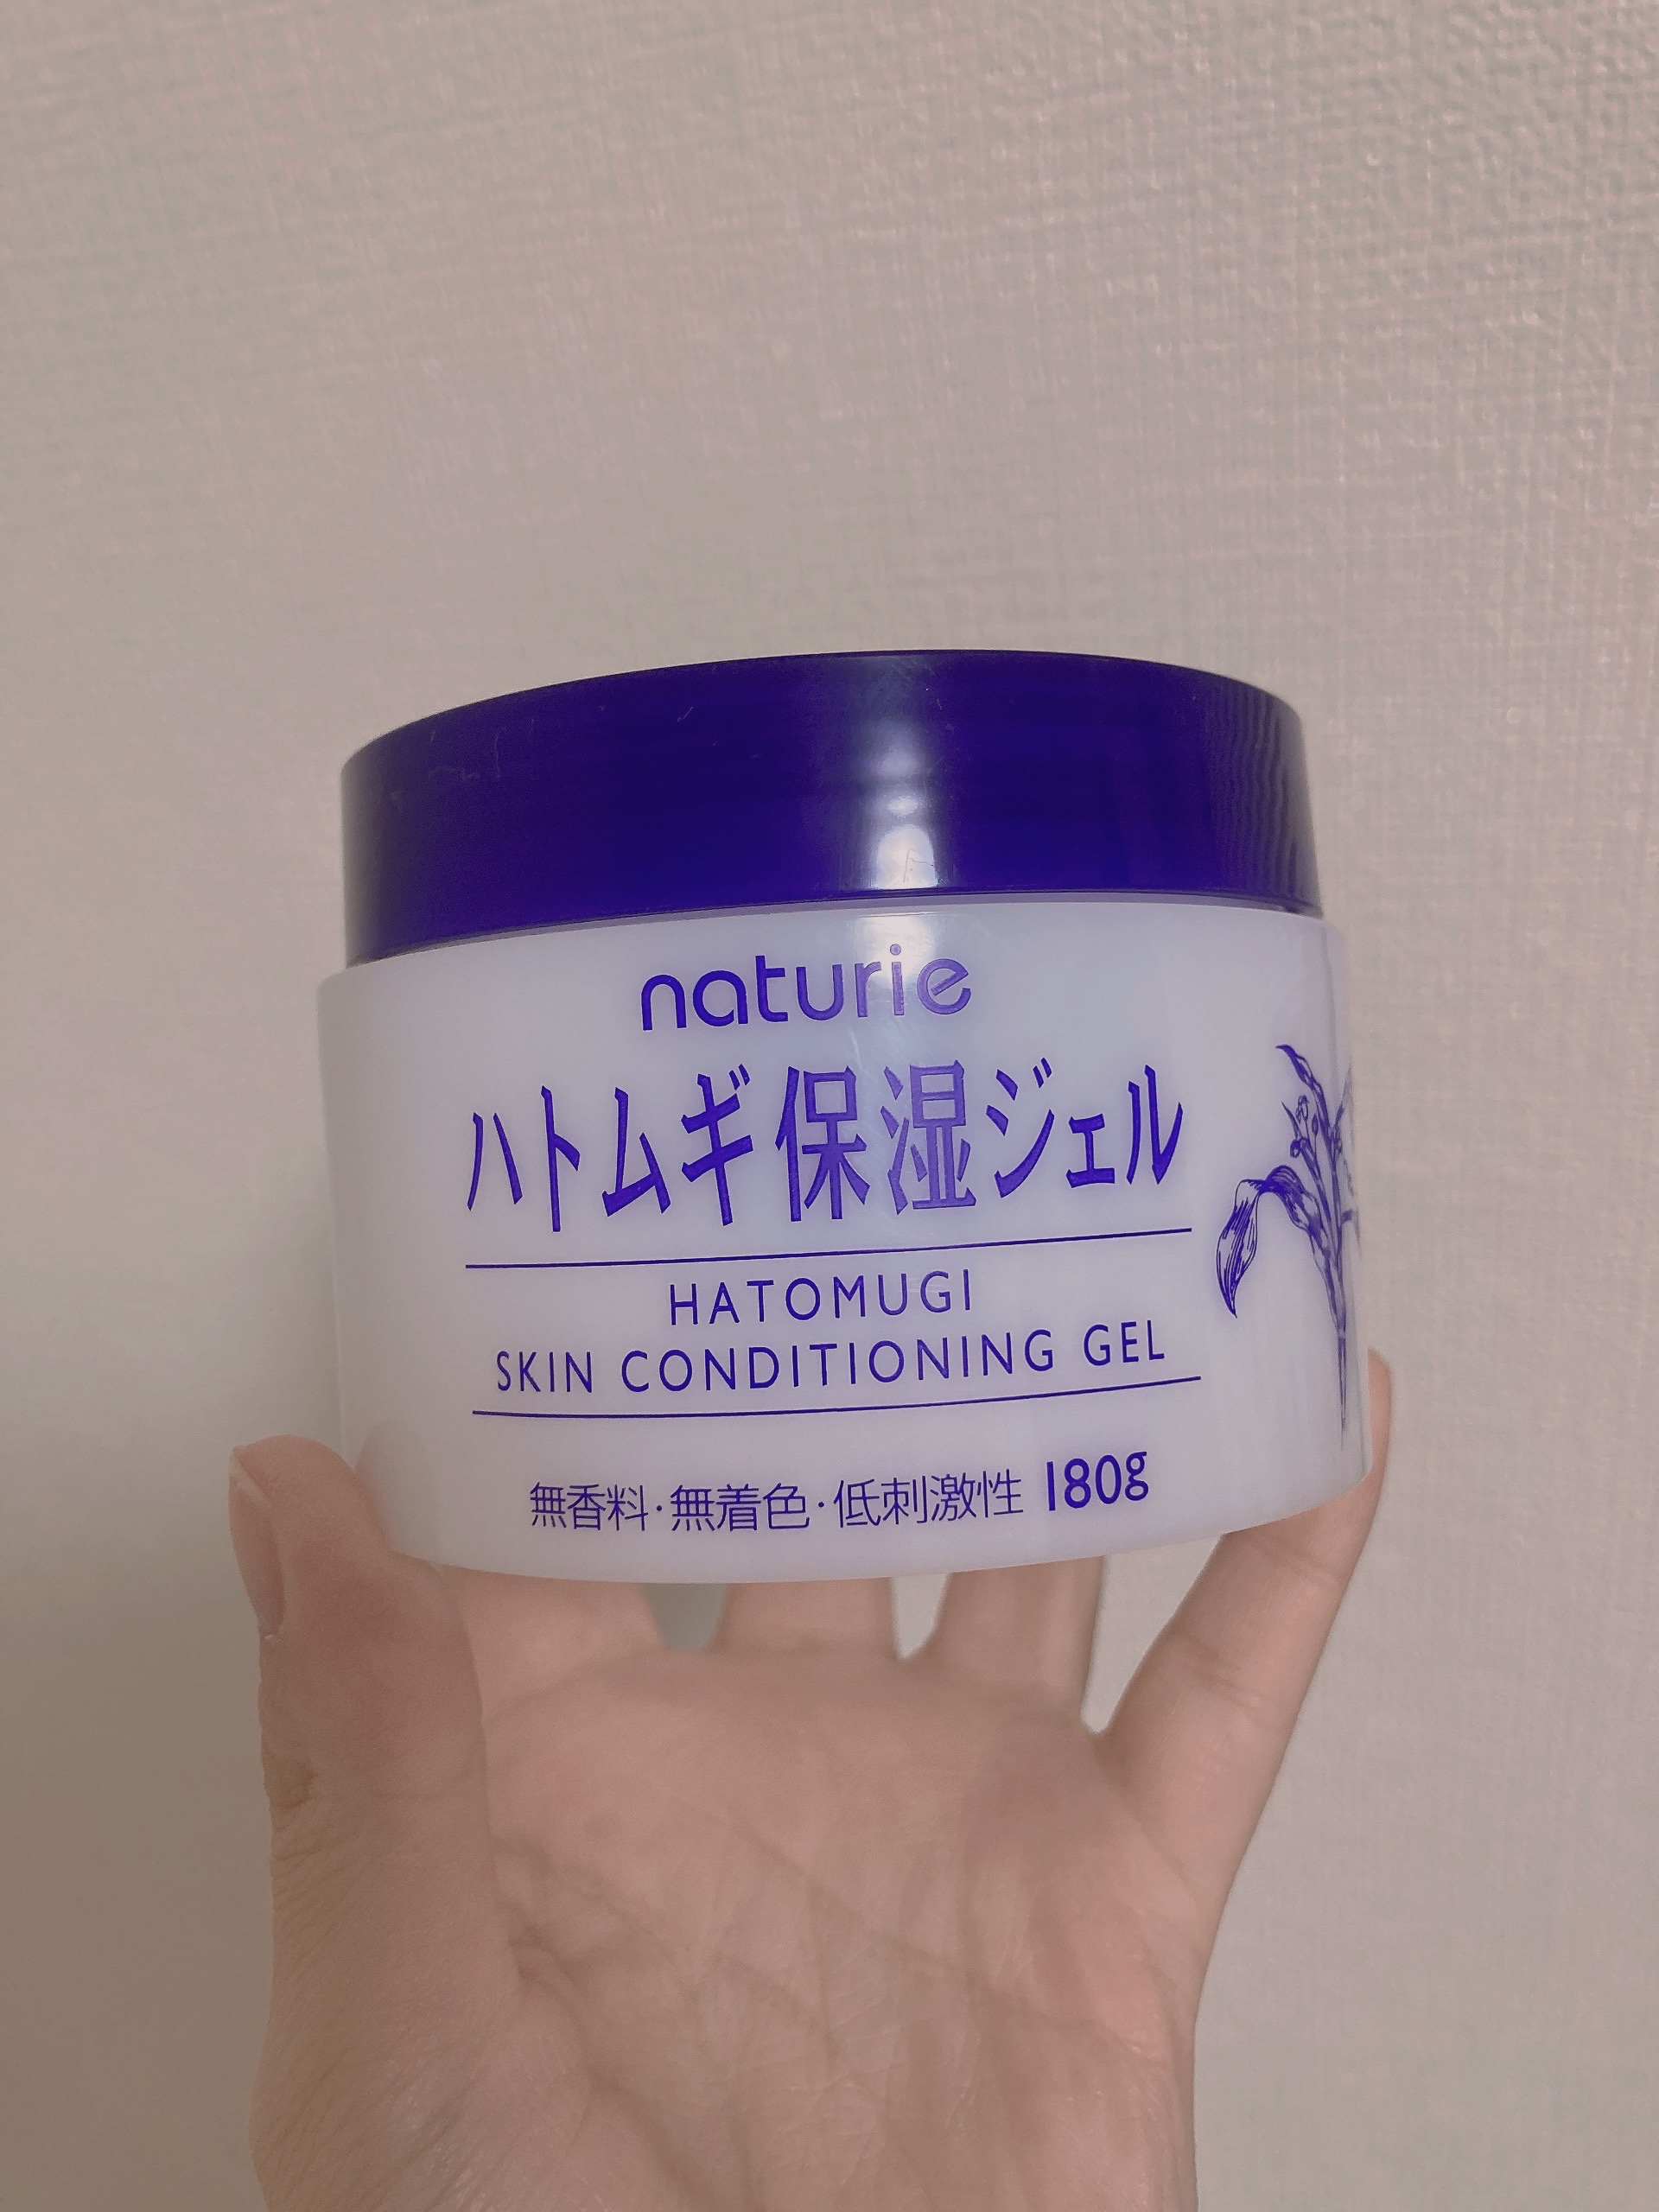 naturie
ハトムギ保湿ジェル
HATOMUGI
SKIN CONDITIONING GEL
無香料・無着色・低刺激性 180g